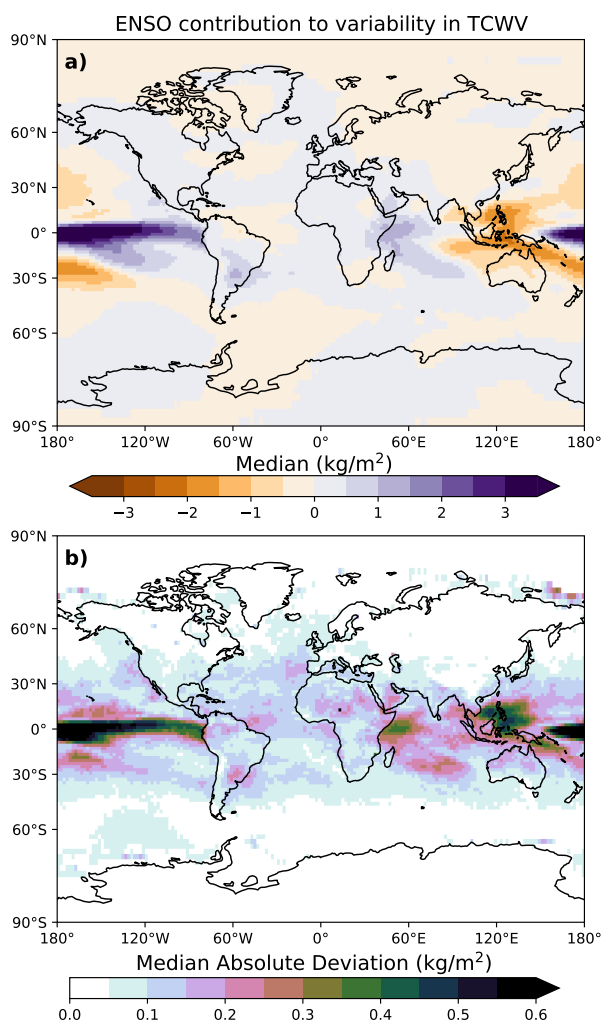 ENSO contribution to variability in TCWV
a)
90°N
60°N
30°N
0°
30°S
60°S
90°S
180° 120°W 60°W 0° 60°E 120°E 180°
Median (kg/m²)
−3 −2 −1 0 1 2 3
b)
90°N
60°N
30°N
0°
30°S
60°S
90°S
180° 120°W 60°W 0° 60°E 120°E 180°
Median Absolute Deviation (kg/m²)
0.0 0.1 0.2 0.3 0.4 0.5 0.6